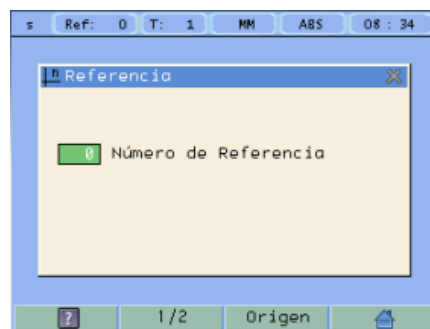 s Ref: 0 T: 1 MM ABS 08 : 34
n Referencia
0 Número de Referencia
? 1/2 Origen